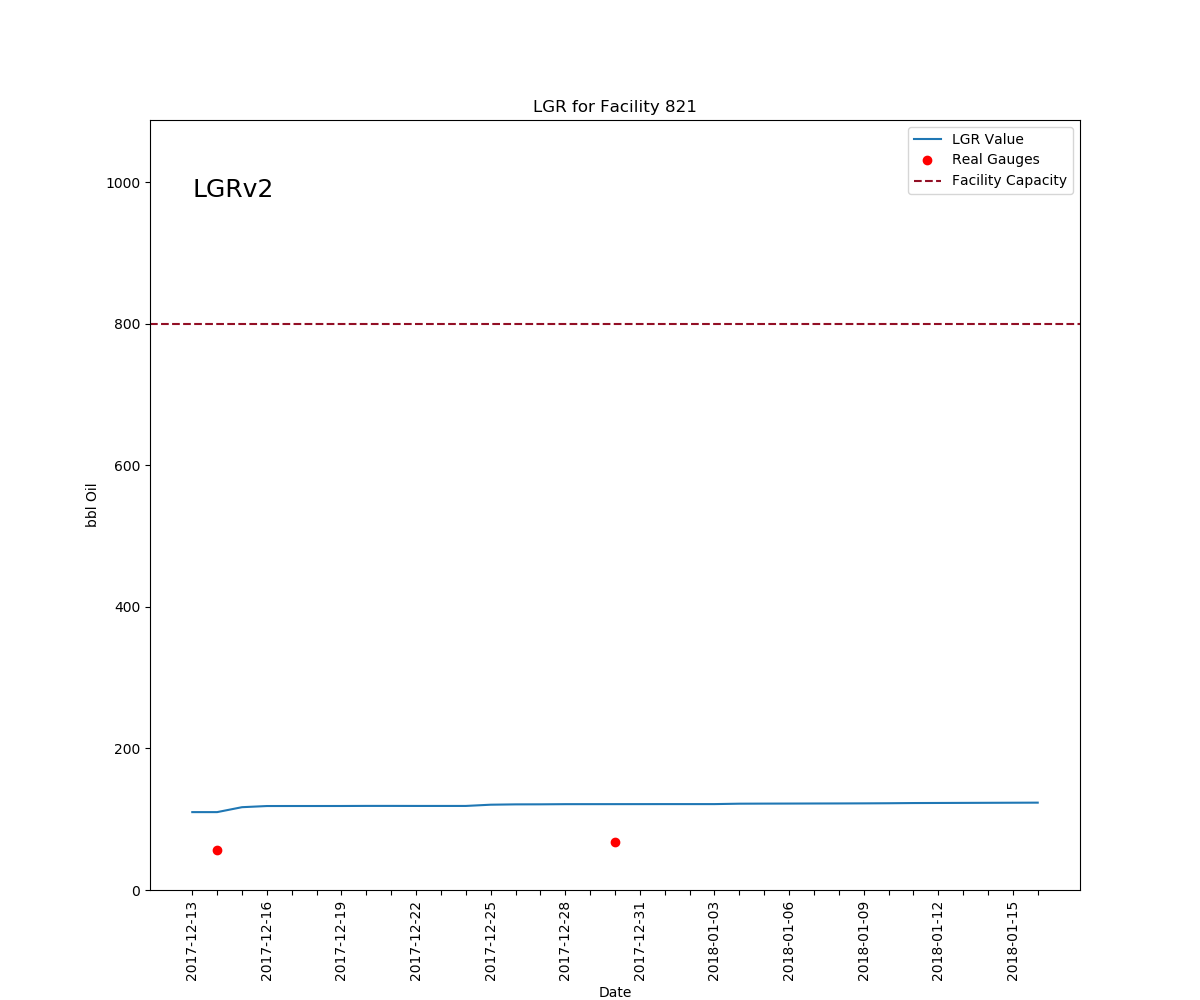 LGR for Facility 821
LGR Value
Real Gauges
Facility Capacity
LGRv2
1000
800
600
400
200
0
bbl Oil
2017-12-13
2017-12-16
2017-12-19
2017-12-22
2017-12-25
2017-12-28
2017-12-31
2018-01-03
2018-01-06
2018-01-09
2018-01-12
2018-01-15
Date